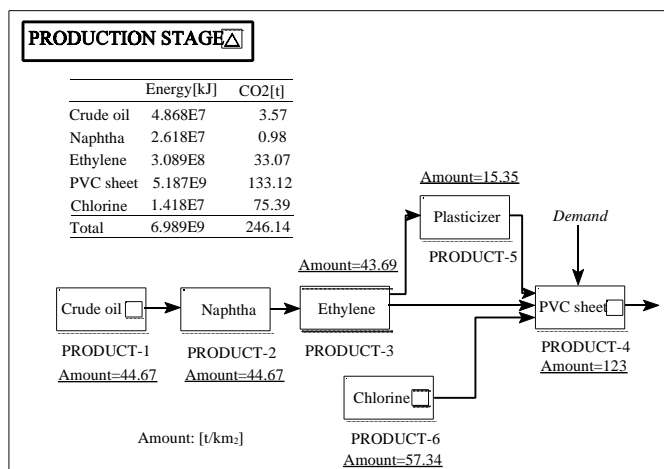 PRODUCTION STAGE
Energy[kJ] CO2[t]
Crude oil 4.868E7 3.57
Naphtha 2.618E7 0.98
Ethylene 3.089E8 33.07
PVC sheet 5.187E9 133.12
Chlorine 1.418E7 75.39
Total 6.989E9 246.14
Amount=15.35
Plasticizer
PRODUCT-5
Demand
Amount=43.69
Crude oil
Naphtha
Ethylene
PVC sheet
PRODUCT-1
PRODUCT-2
PRODUCT-3
PRODUCT-4
Amount=44.67
Amount=44.67
Amount=123
Chlorine
PRODUCT-6
Amount=57.34
Amount: [t/km₂]